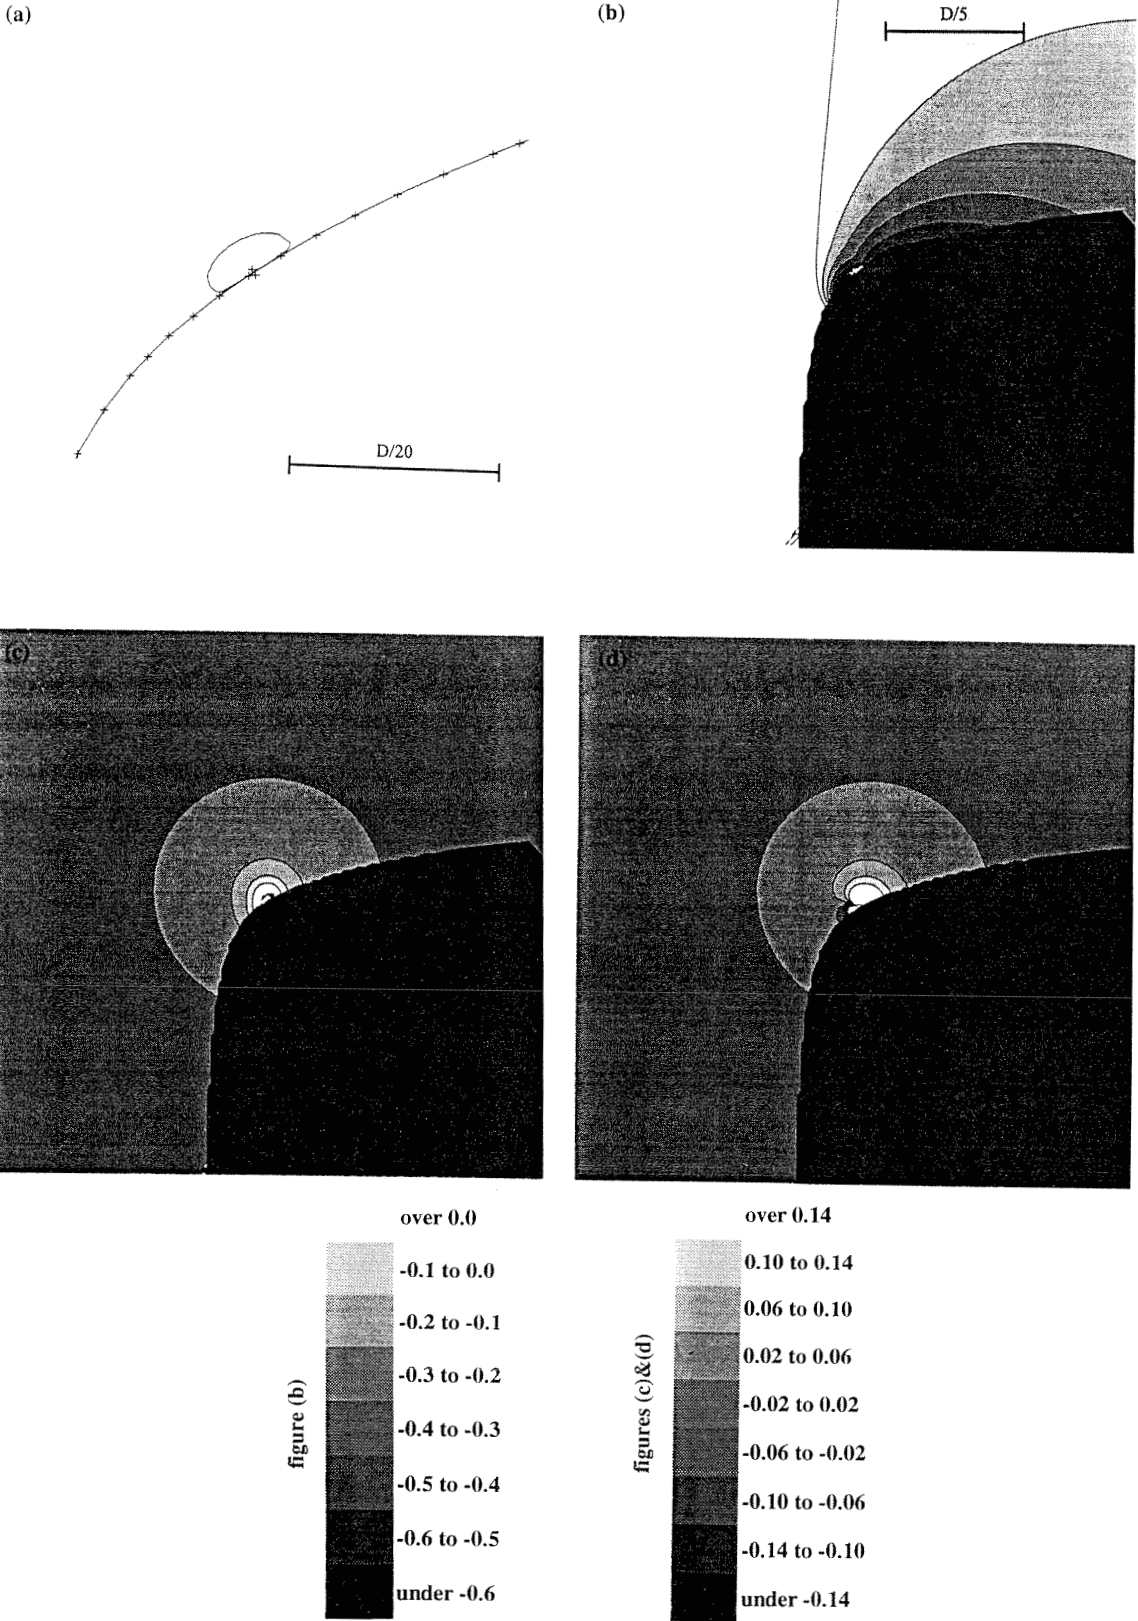 (a)
(b)
D/5
D/20
(c)
(d)
over 0.0
-0.1 to 0.0
-0.2 to -0.1
-0.3 to -0.2
-0.4 to -0.3
-0.5 to -0.4
-0.6 to -0.5
under -0.6
figure (b)
over 0.14
0.10 to 0.14
0.06 to 0.10
0.02 to 0.06
-0.02 to 0.02
-0.06 to -0.02
-0.10 to -0.06
-0.14 to -0.10
under -0.14
figures (c)&(d)